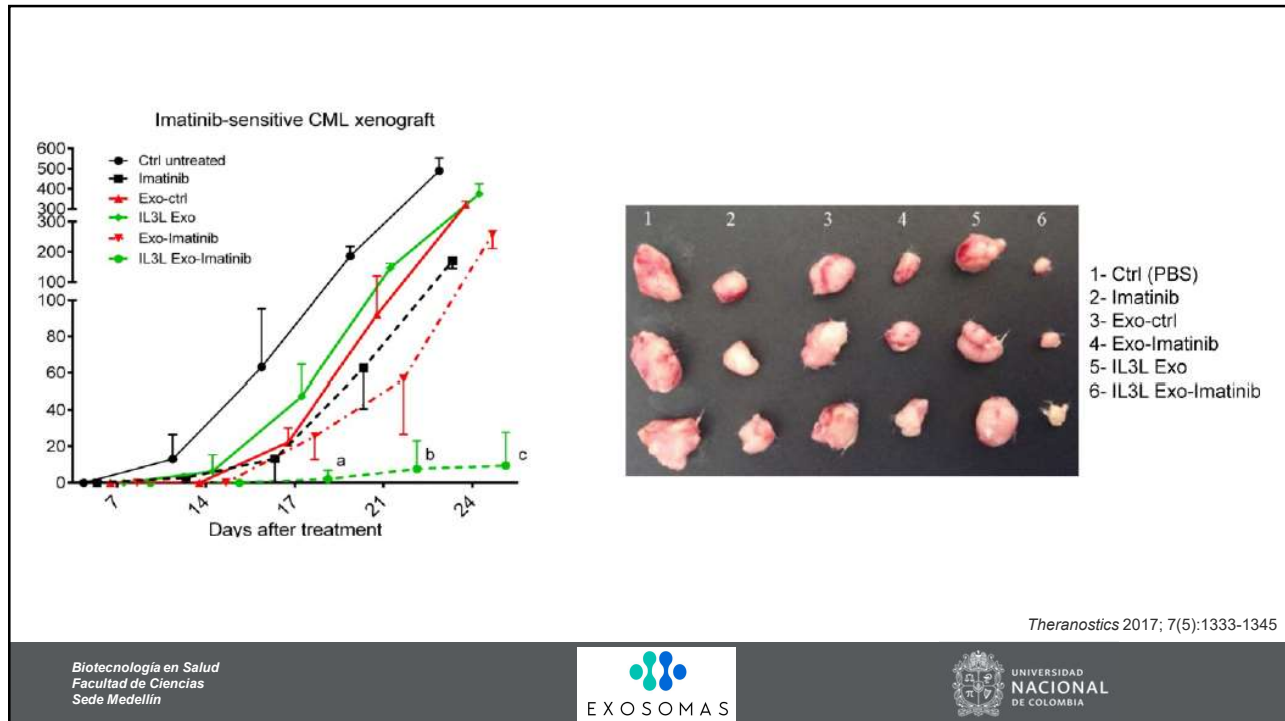 Imatinib-sensitive CML xenograft
600
500
400
300
300
200
100
100
80
60
40
20
0
Ctrl untreated
Imatinib
Exo-ctrl
IL3L Exo
Exo-Imatinib
IL3L Exo-Imatinib
a
b
c
7
14
17
21
24
Days after treatment
1 2 3 4 5 6
1- Ctrl (PBS)
2- Imatinib
3- Exo-ctrl
4- Exo-Imatinib
5- IL3L Exo
6- IL3L Exo-Imatinib
Theranostics 2017; 7(5):1333-1345
Biotecnología en Salud
Facultad de Ciencias
Sede Medellín
EXOSOMAS
UNIVERSIDAD
NACIONAL
DE COLOMBIA